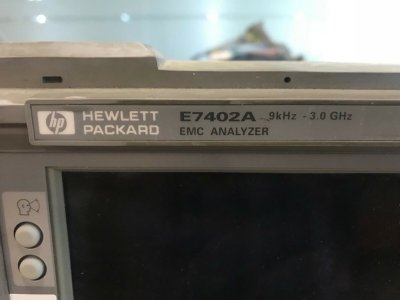 hp HEWLETT PACKARD
E7402A 9kHz - 3.0 GHz
EMC ANALYZER